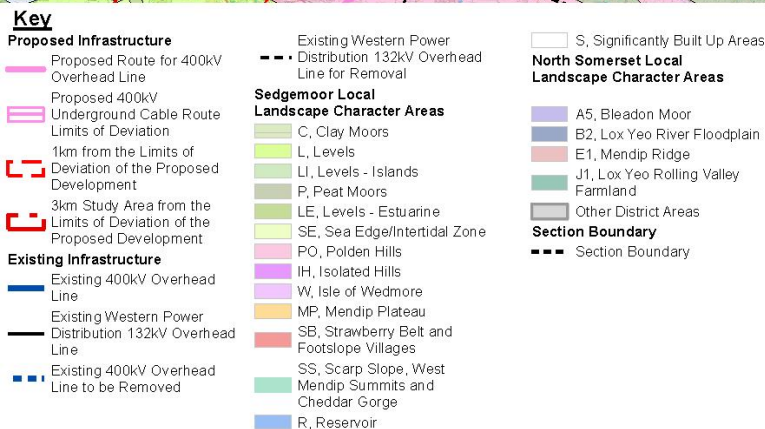 Key
Proposed Infrastructure
Proposed Route for 400kV
Overhead Line
Proposed 400kV
Underground Cable Route
Limits of Deviation
1km from the Limits of
Deviation of the Proposed
Development
3km Study Area from the
Limits of Deviation of the
Proposed Development
Existing Infrastructure
Existing 400kV Overhead
Line
Existing Western Power
Distribution 132kV Overhead
Line
Existing 400kV Overhead
Line to be Removed
Existing Western Power
Distribution 132kV Overhead
Line for Removal
Sedgemoor Local
Landscape Character Areas
C, Clay Moors
L, Levels
LI, Levels - Islands
P, Peat Moors
LE, Levels - Estuarine
SE, Sea Edge/Intertidal Zone
PO, Polden Hills
IH, Isolated Hills
W, Isle of Wedmore
MP, Mendip Plateau
SB, Strawberry Belt and
Footslope Villages
SS, Scarp Slope, West
Mendip Summits and
Cheddar Gorge
R, Reservoir
S, Significantly Built Up Areas
North Somerset Local
Landscape Character Areas
A5, Bleadon Moor
B2, Lox Yeo River Floodplain
E1, Mendip Ridge
J1, Lox Yeo Rolling Valley
Farmland
Other District Areas
Section Boundary
Section Boundary